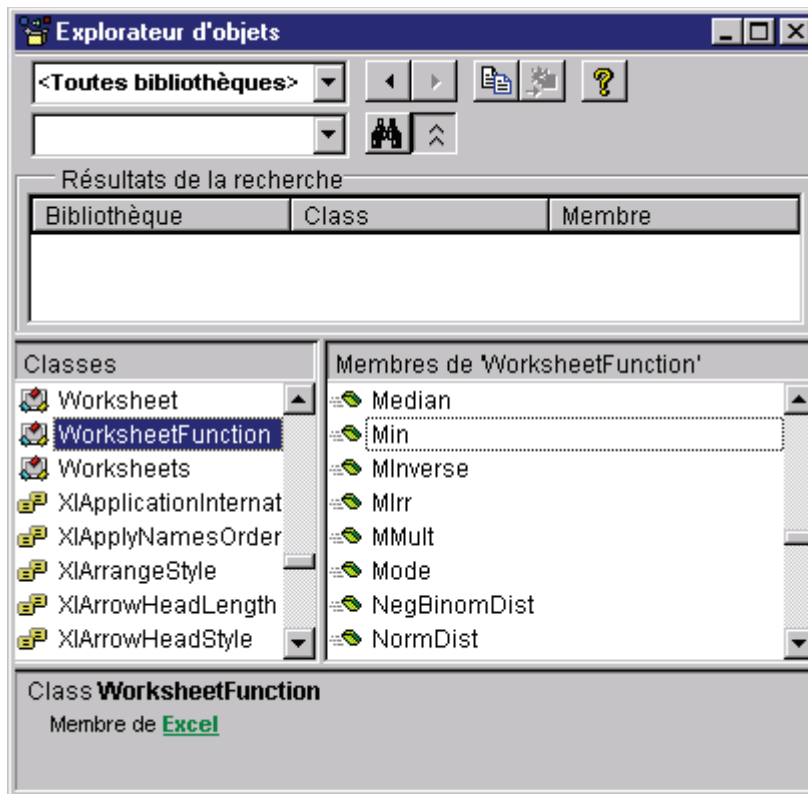 Explorateur d'objets
<Toutes bibliothèques>
Résultats de la recherche
Bibliothèque Class Membre
Classes
Worksheet
WorksheetFunction
Worksheets
XlApplicationInternat
XlApplyNamesOrder
XlArrangeStyle
XlArrowHeadLength
XlArrowHeadStyle
Membres de 'WorksheetFunction'
Median
Min
MInverse
MIrr
MMult
Mode
NegBinomDist
NormDist
Class WorksheetFunction
Membre de Excel